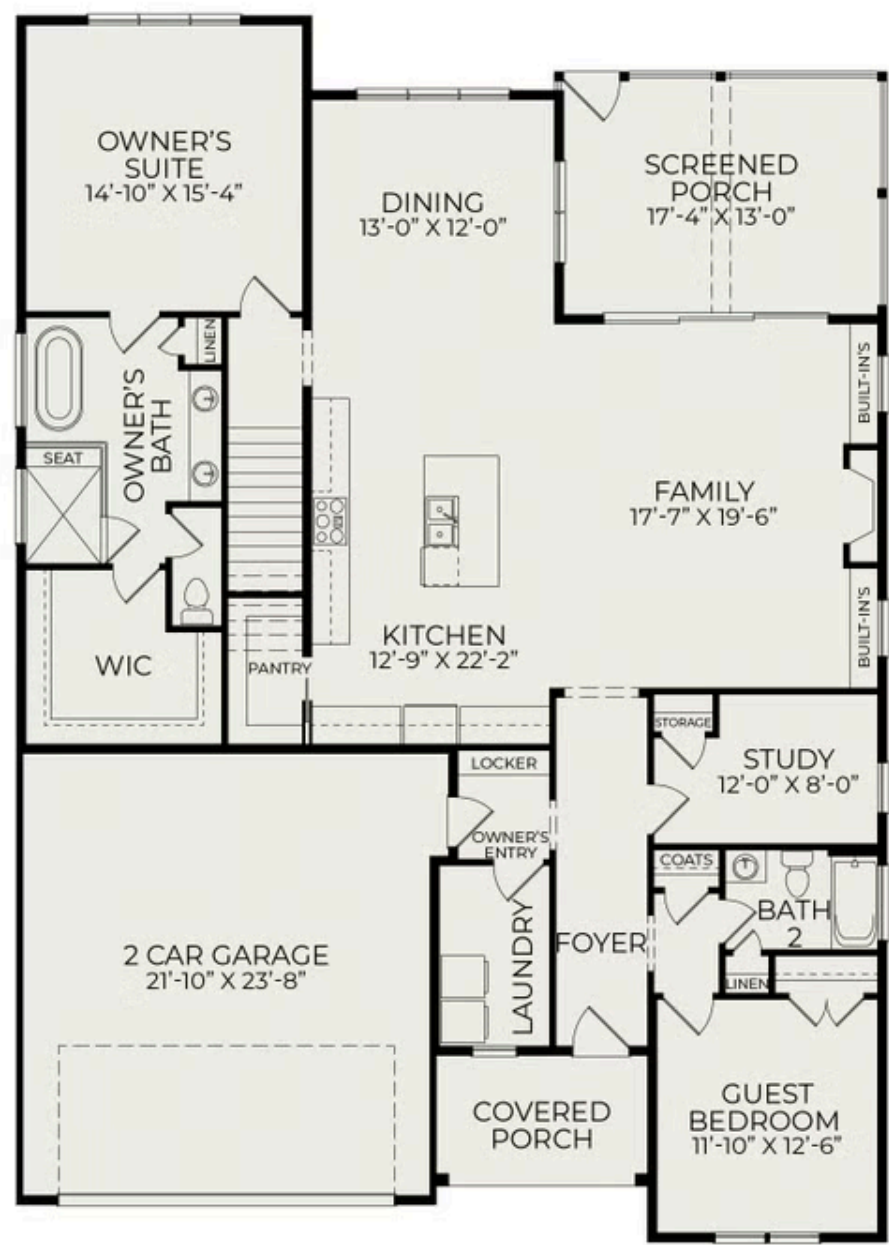 OWNER'S
SUITE
14'-10" X 15'-4"
DINING
13'-0" X 12'-0"
SCREENED
PORCH
17'-4" X 13'-0"
LINEN
OWNER'S
BATH
SEAT
BUILT-IN'S
FAMILY
17'-7" X 19'-6"
BUILT-IN'S
KITCHEN
12'-9" X 22'-2"
WIC
PANTRY
STORAGE
STUDY
12'-0" X 8'-0"
LOCKER
OWNER'S
ENTRY
COATS
BATH
2
LINEN
2 CAR GARAGE
21'-10" X 23'-8"
LAUNDRY
FOYER
COVERED
PORCH
GUEST
BEDROOM
11'-10" X 12'-6"